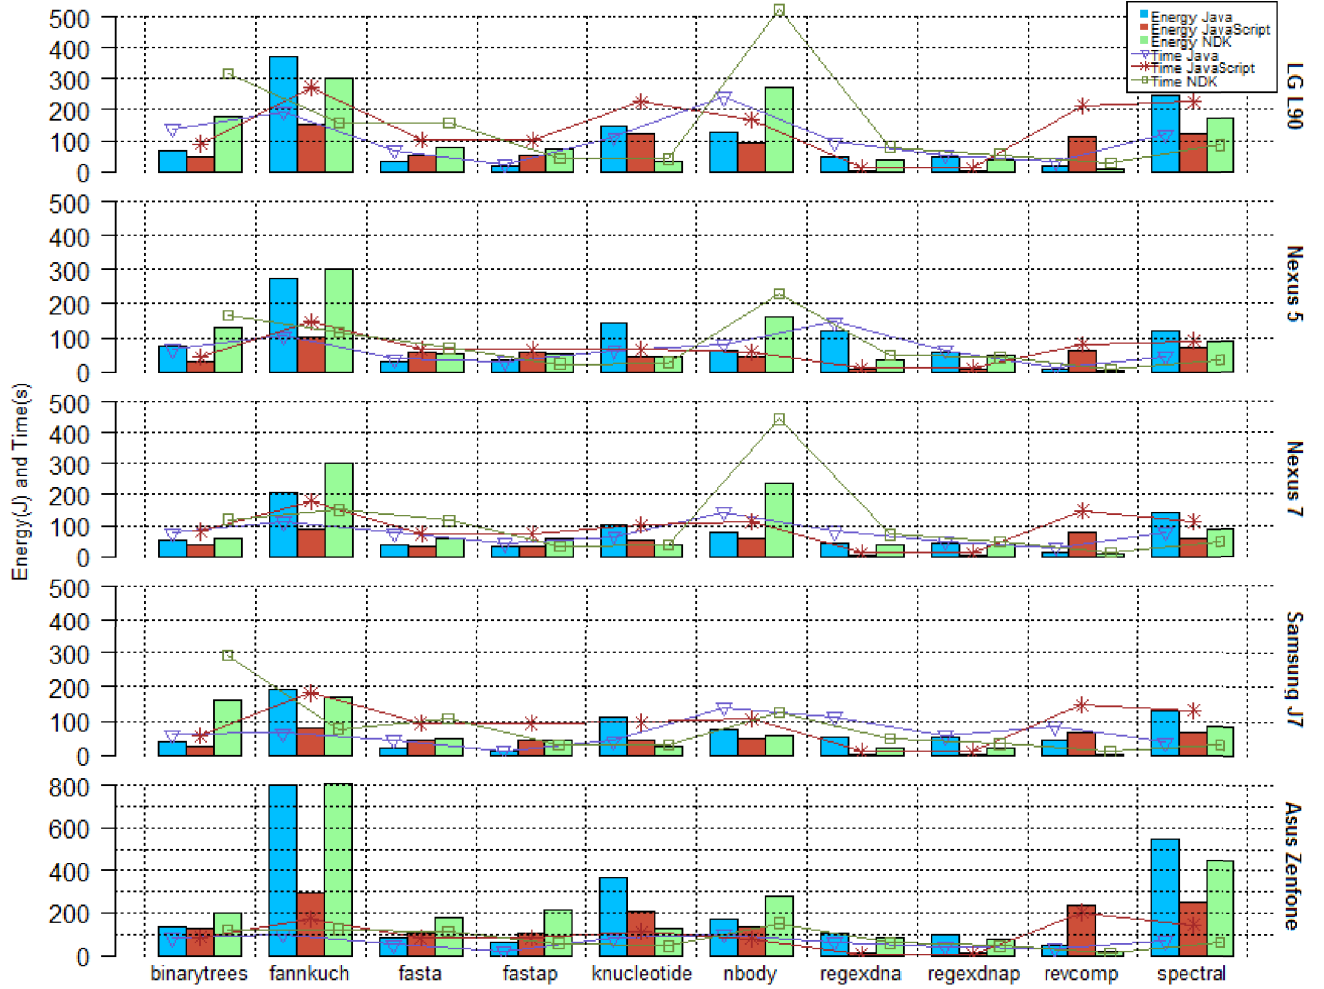 Energy Java
Energy JavaScript
Energy NDK
Time Java
Time JavaScript
Time NDK
500
400
300
200
100
0
LG L90
500
400
300
200
100
0
Nexus 5
500
400
300
200
100
0
Nexus 7
500
400
300
200
100
0
Samsung J7
800
600
400
200
0
Asus Zenfone
Energy(J) and Time(s)
binarytrees fannkuch fasta fastap knucleotide nbody regexdna regexdnap revcomp spectral